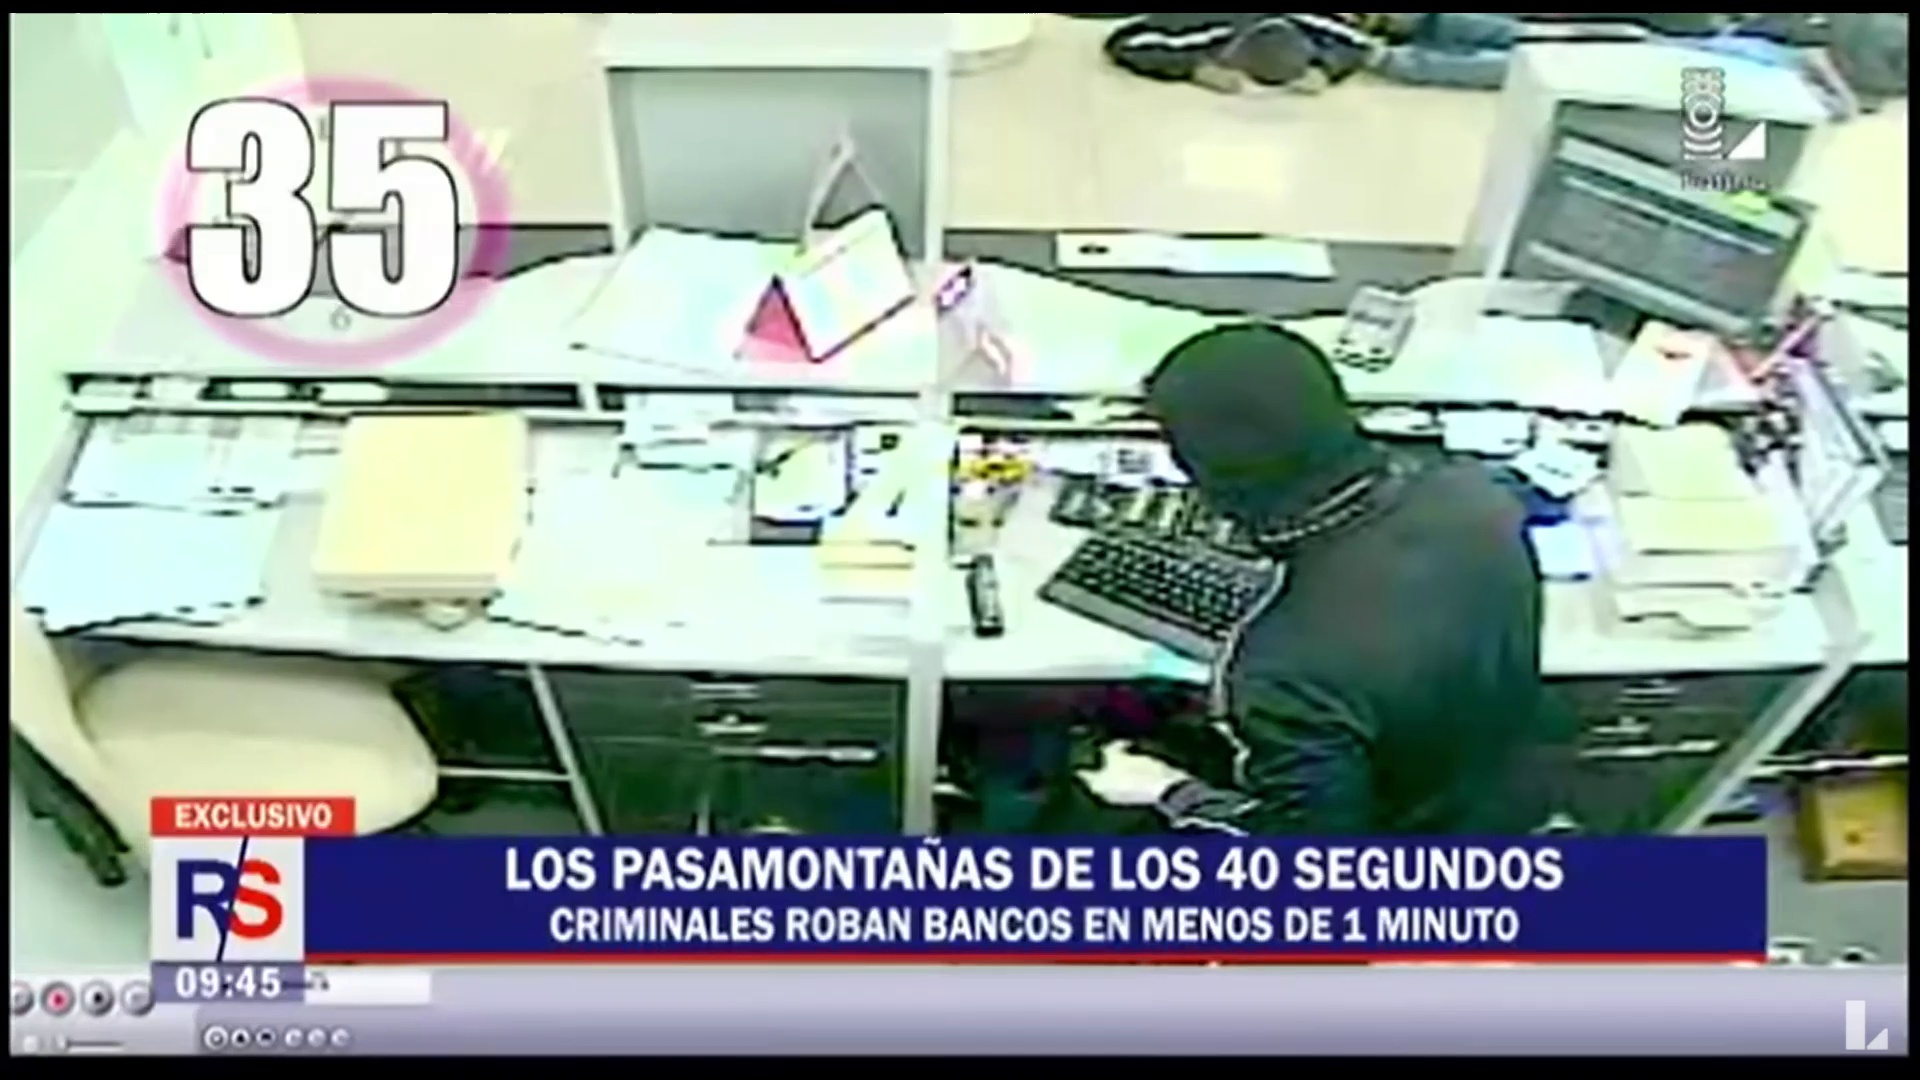 35
EXCLUSIVO
RS
LOS PASAMONTAÑAS DE LOS 40 SEGUNDOS
CRIMINALES ROBAN BANCOS EN MENOS DE 1 MINUTO
09:45